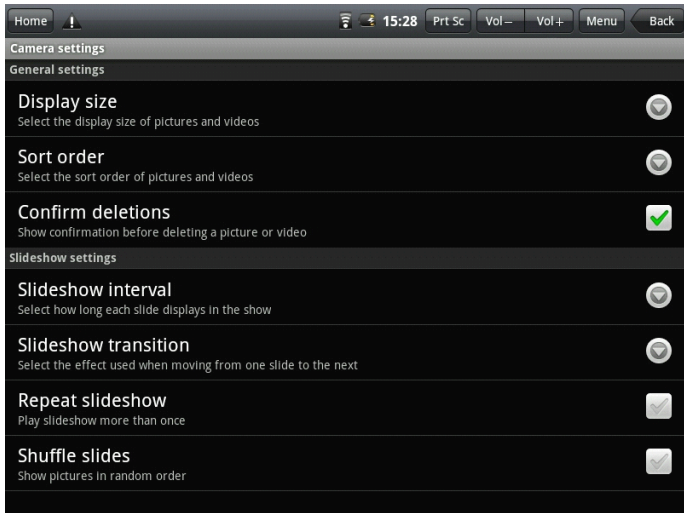 Home 15:28 Prt Sc Vol– Vol+ Menu Back
Camera settings
General settings
Display size
Select the display size of pictures and videos
Sort order
Select the sort order of pictures and videos
Confirm deletions
Show confirmation before deleting a picture or video
Slideshow settings
Slideshow interval
Select how long each slide displays in the show
Slideshow transition
Select the effect used when moving from one slide to the next
Repeat slideshow
Play slideshow more than once
Shuffle slides
Show pictures in random order